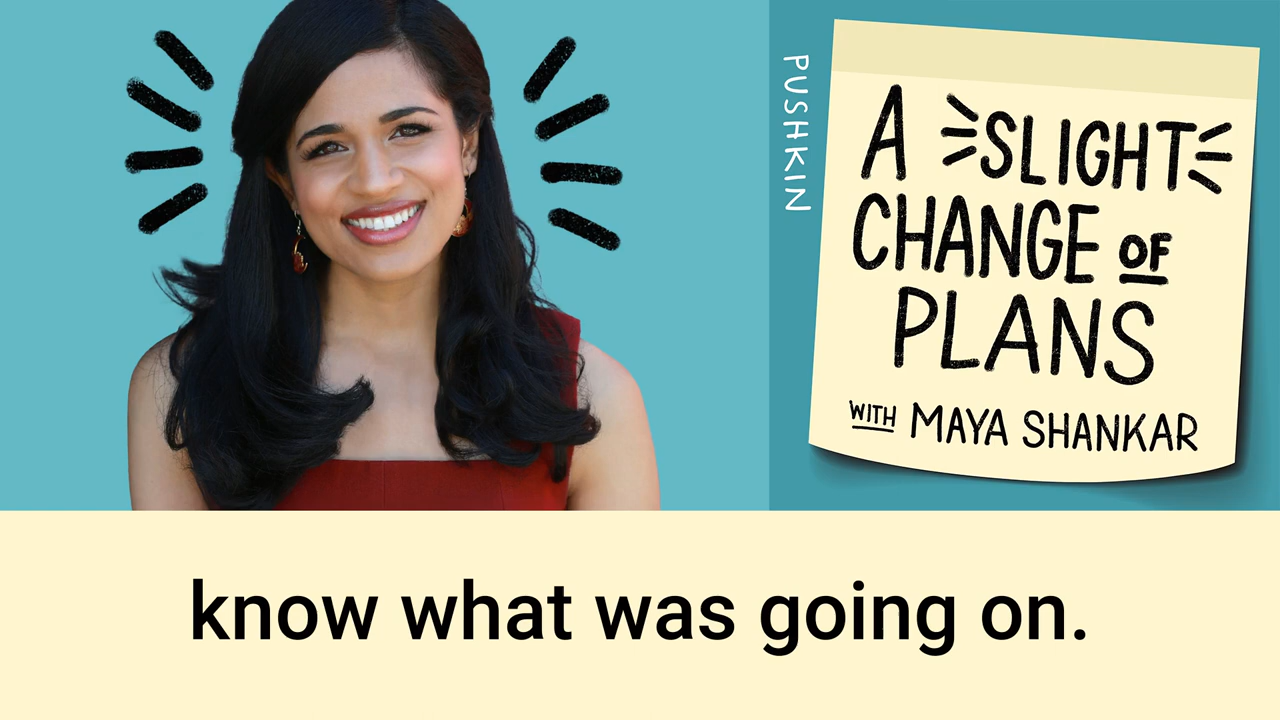 PUSHKIN
A SLIGHT
CHANGE OF
PLANS
WITH MAYA SHANKAR
know what was going on.